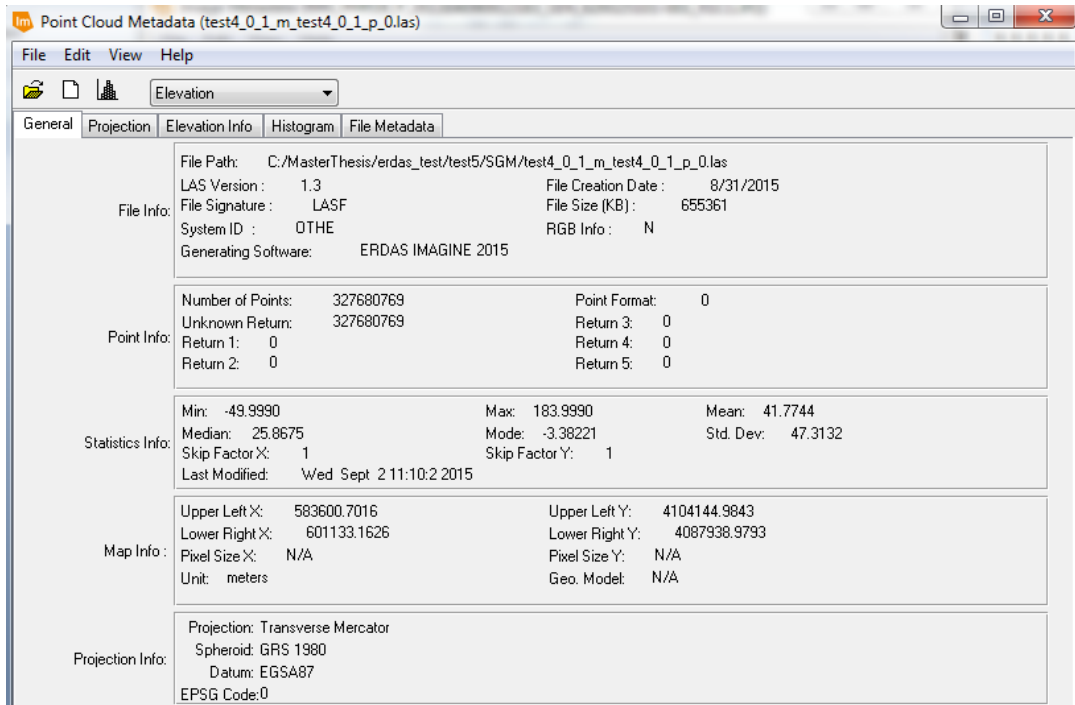 Im Point Cloud Metadata (test4_0_1_m_test4_0_1_p_0.las)
File Edit View Help
Elevation
General Projection Elevation Info Histogram File Metadata
File Info:
File Path: C:/MasterThesis/erdas_test/test5/SGM/test4_0_1_m_test4_0_1_p_0.las
LAS Version : 1.3 File Creation Date : 8/31/2015
File Signature : LASF File Size (KB) : 655361
System ID : OTHE RGB Info : N
Generating Software: ERDAS IMAGINE 2015
Point Info:
Number of Points: 327680769 Point Format: 0
Unknown Return: 327680769 Return 3: 0
Return 1: 0 Return 4: 0
Return 2: 0 Return 5: 0
Statistics Info:
Min: -49.9990 Max: 183.9990 Mean: 41.7744
Median: 25.8675 Mode: -3.38221 Std. Dev: 47.3132
Skip Factor X: 1 Skip Factor Y: 1
Last Modified: Wed Sept 2 11:10:2 2015
Map Info :
Upper Left X: 583600.7016 Upper Left Y: 4104144.9843
Lower Right X: 601133.1626 Lower Right Y: 4087938.9793
Pixel Size X: N/A Pixel Size Y: N/A
Unit: meters Geo. Model: N/A
Projection Info:
Projection: Transverse Mercator
Spheroid: GRS 1980
Datum: EGSA87
EPSG Code:0